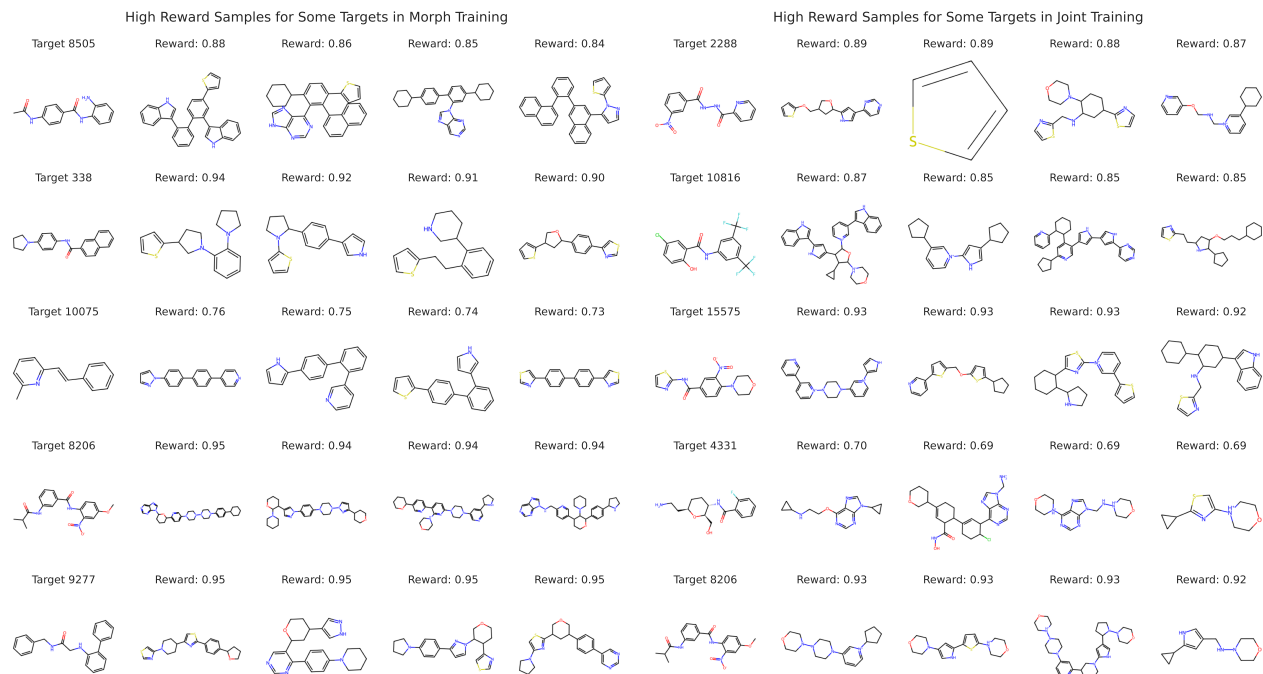 High Reward Samples for Some Targets in Morph Training
High Reward Samples for Some Targets in Joint Training
Target 8505 Reward: 0.88 Reward: 0.86 Reward: 0.85 Reward: 0.84 Target 2288 Reward: 0.89 Reward: 0.89 Reward: 0.88 Reward: 0.87
S
Target 338 Reward: 0.94 Reward: 0.92 Reward: 0.91 Reward: 0.90 Target 10816 Reward: 0.87 Reward: 0.85 Reward: 0.85 Reward: 0.85
Target 10075 Reward: 0.76 Reward: 0.75 Reward: 0.74 Reward: 0.73 Target 15575 Reward: 0.93 Reward: 0.93 Reward: 0.93 Reward: 0.92
Target 8206 Reward: 0.95 Reward: 0.94 Reward: 0.94 Reward: 0.94 Target 4331 Reward: 0.70 Reward: 0.69 Reward: 0.69 Reward: 0.69
Target 9277 Reward: 0.95 Reward: 0.95 Reward: 0.95 Reward: 0.95 Target 8206 Reward: 0.93 Reward: 0.93 Reward: 0.93 Reward: 0.92